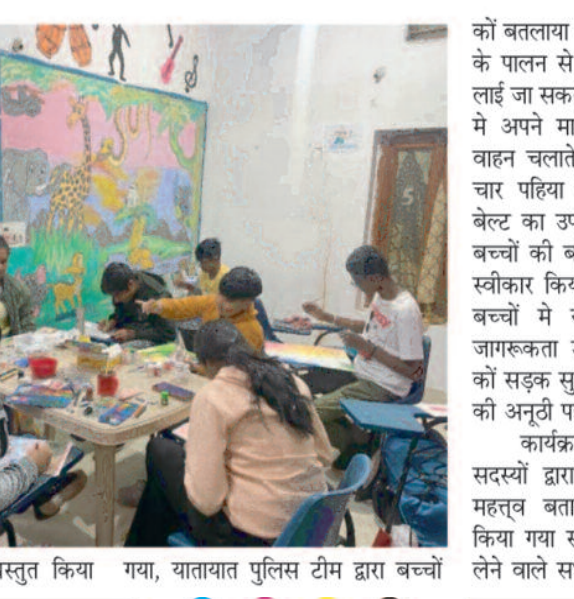 स्तुत किया
गया, यातायात पुलिस टीम द्वारा बच्चों
कों बतलाया
के पालन से
लाई जा सक
मे अपने मा
वाहन चलाते
चार पहिया
बेल्ट का उप
बच्चों की ब
स्वीकार किय
बच्चों मे
जागरूकता
कों सड़क सु
की अनूठी प
कार्यक्र
सदस्यों द्वारा
महत्त्व बता
किया गया स
लेने वाले स
5